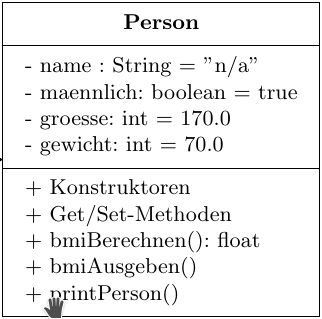 Person
- name : String = ”n/a”
- maennlich: boolean = true
- groesse: int = 170.0
- gewicht: int = 70.0
+ Konstruktoren
+ Get/Set-Methoden
+ bmiBerechnen(): float
+ bmiAusgeben()
+ printPerson()